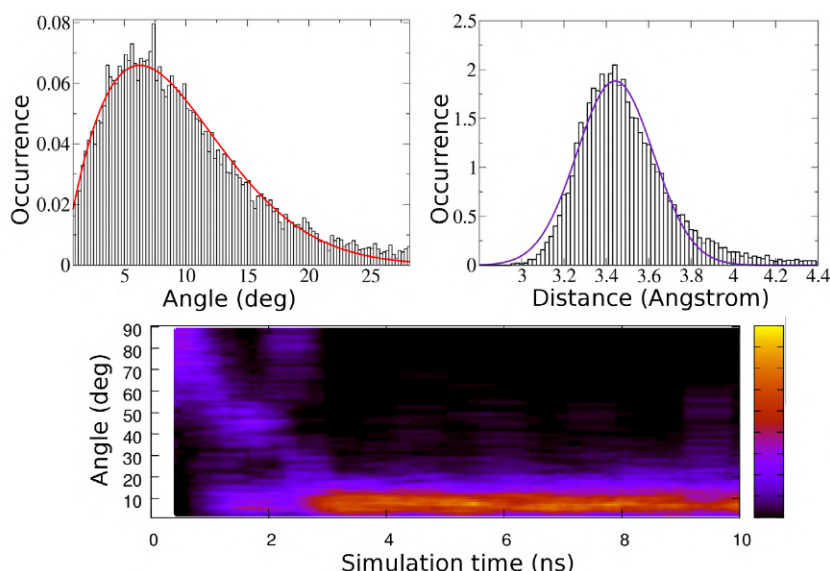 0.08
0.06
0.04
0.02
0
Occurrence
5 10 15 20 25
Angle (deg)
2.5
2
1.5
1
0.5
0
Occurrence
3 3.2 3.4 3.6 3.8 4 4.2 4.4
Distance (Angstrom)
90
80
70
60
50
40
30
20
10
Angle (deg)
0 2 4 6 8 10
Simulation time (ns)